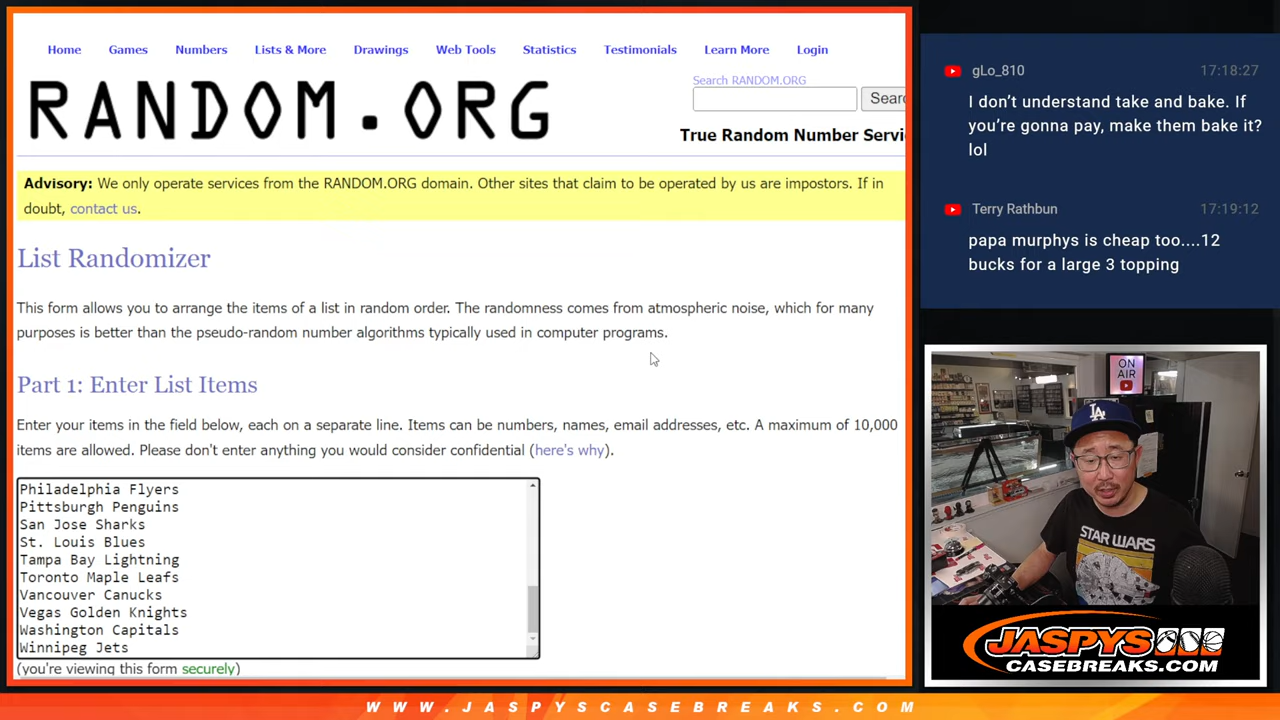 Home Games Numbers Lists & More Drawings Web Tools Statistics Testimonials Learn More Login
RANDOM.ORG
Search RANDOM.ORG
Searc
True Random Number Servi
Advisory: We only operate services from the RANDOM.ORG domain. Other sites that claim to be operated by us are impostors. If in
doubt, contact us.
List Randomizer
This form allows you to arrange the items of a list in random order. The randomness comes from atmospheric noise, which for many
purposes is better than the pseudo-random number algorithms typically used in computer programs.
Part 1: Enter List Items
Enter your items in the field below, each on a separate line. Items can be numbers, names, email addresses, etc. A maximum of 10,000
items are allowed. Please don't enter anything you would consider confidential (here's why).
Philadelphia Flyers
Pittsburgh Penguins
San Jose Sharks
St. Louis Blues
Tampa Bay Lightning
Toronto Maple Leafs
Vancouver Canucks
Vegas Golden Knights
Washington Capitals
Winnipeg Jets
(you're viewing this form securely)
gLo_810 17:18:27
I don't understand take and bake. If
you're gonna pay, make them bake it?
lol
Terry Rathbun 17:19:12
papa murphys is cheap too....12
bucks for a large 3 topping
ON
AIR
LA
STAR WARS
JASPYS
CASEBREAKS.COM
WWW.JASPYSCASEBREAKS.COM